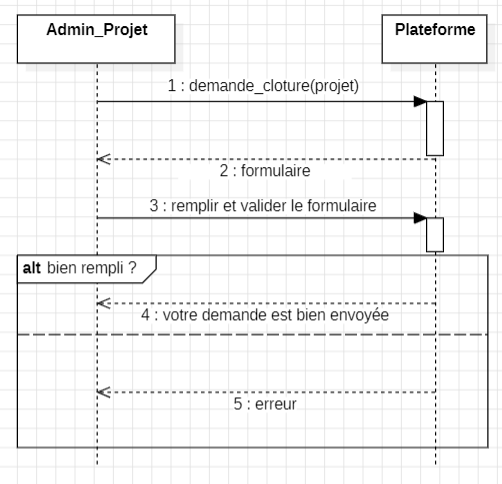 Admin_Projet
Plateforme
1 : demande_cloture(projet)
2 : formulaire
3 : remplir et valider le formulaire
alt bien rempli ?
4 : votre demande est bien envoyée
5 : erreur